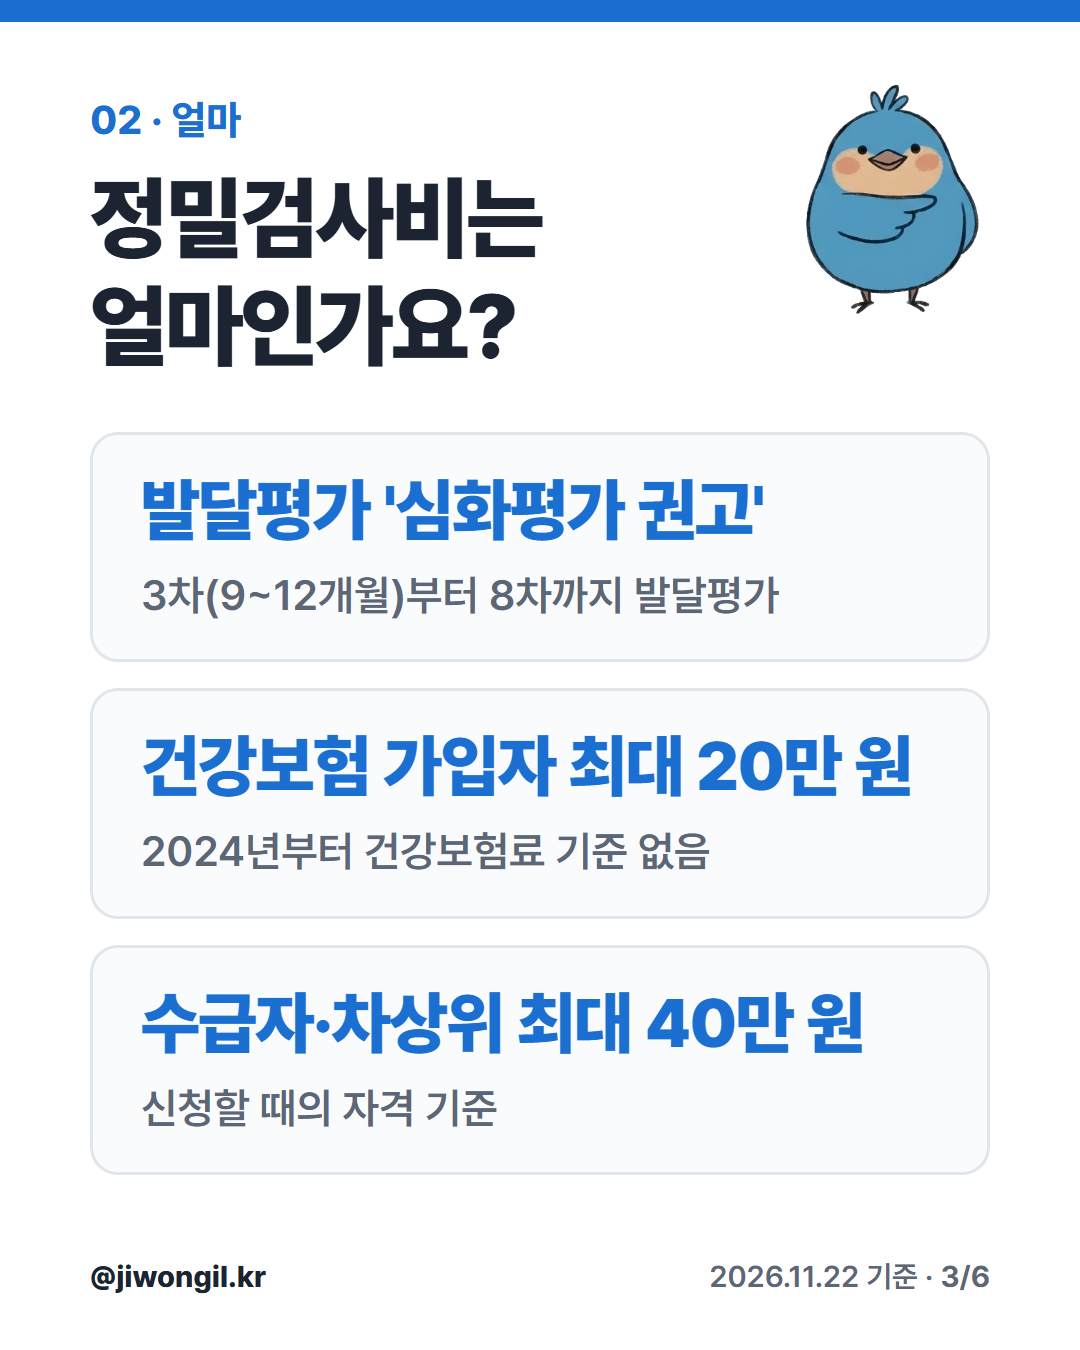 02 · 얼마
정밀검사비는
얼마인가요?
발달평가 '심화평가 권고'
3차(9~12개월)부터 8차까지 발달평가
건강보험 가입자 최대 20만 원
2024년부터 건강보험료 기준 없음
수급자·차상위 최대 40만 원
신청할 때의 자격 기준
@jiwongil.kr
2026.11.22 기준 · 3/6